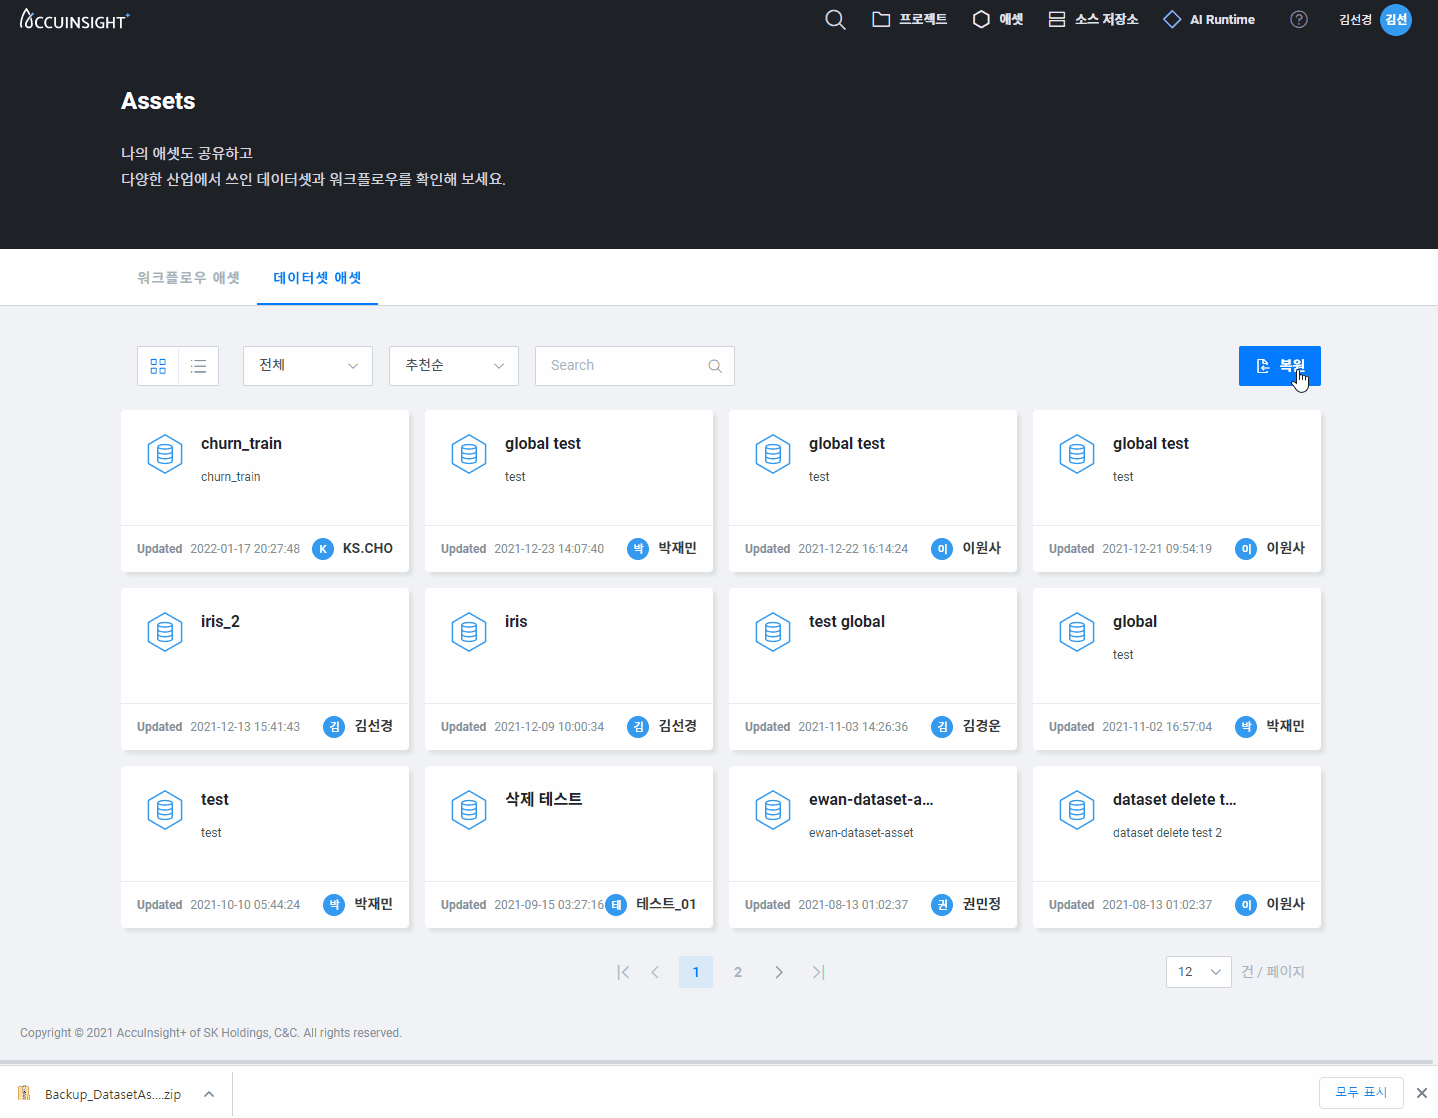 ACCUINSIGHT+
프로젝트
애셋
소스 저장소
AI Runtime
?
김선경
김선
Assets
나의 애셋도 공유하고
다양한 산업에서 쓰인 데이터셋과 워크플로우를 확인해 보세요.
워크플로우 애셋
데이터셋 애셋
전체
추천순
Search
복원
churn_train
churn_train
Updated 2022-01-17 20:27:48 K KS.CHO
global test
test
Updated 2021-12-23 14:07:40 박 박재민
global test
test
Updated 2021-12-22 16:14:24 이 이원사
global test
test
Updated 2021-12-21 09:54:19 이 이원사
iris_2
Updated 2021-12-13 15:41:43 김 김선경
iris
Updated 2021-12-09 10:00:34 김 김선경
test global
Updated 2021-11-03 14:26:36 김 김경운
global
test
Updated 2021-11-02 16:57:04 박 박재민
test
test
Updated 2021-10-10 05:44:24 박 박재민
삭제 테스트
Updated 2021-09-15 03:27:16 테 테스트_01
ewan-dataset-a...
ewan-dataset-asset
Updated 2021-08-13 01:02:37 권 권민정
dataset delete t...
dataset delete test 2
Updated 2021-08-13 01:02:37 이 이원사
1
2
12
건 / 페이지
Copyright © 2021 AccuInsight+ of SK Holdings, C&C. All rights reserved.
Backup_DatasetAs....zip
모두 표시